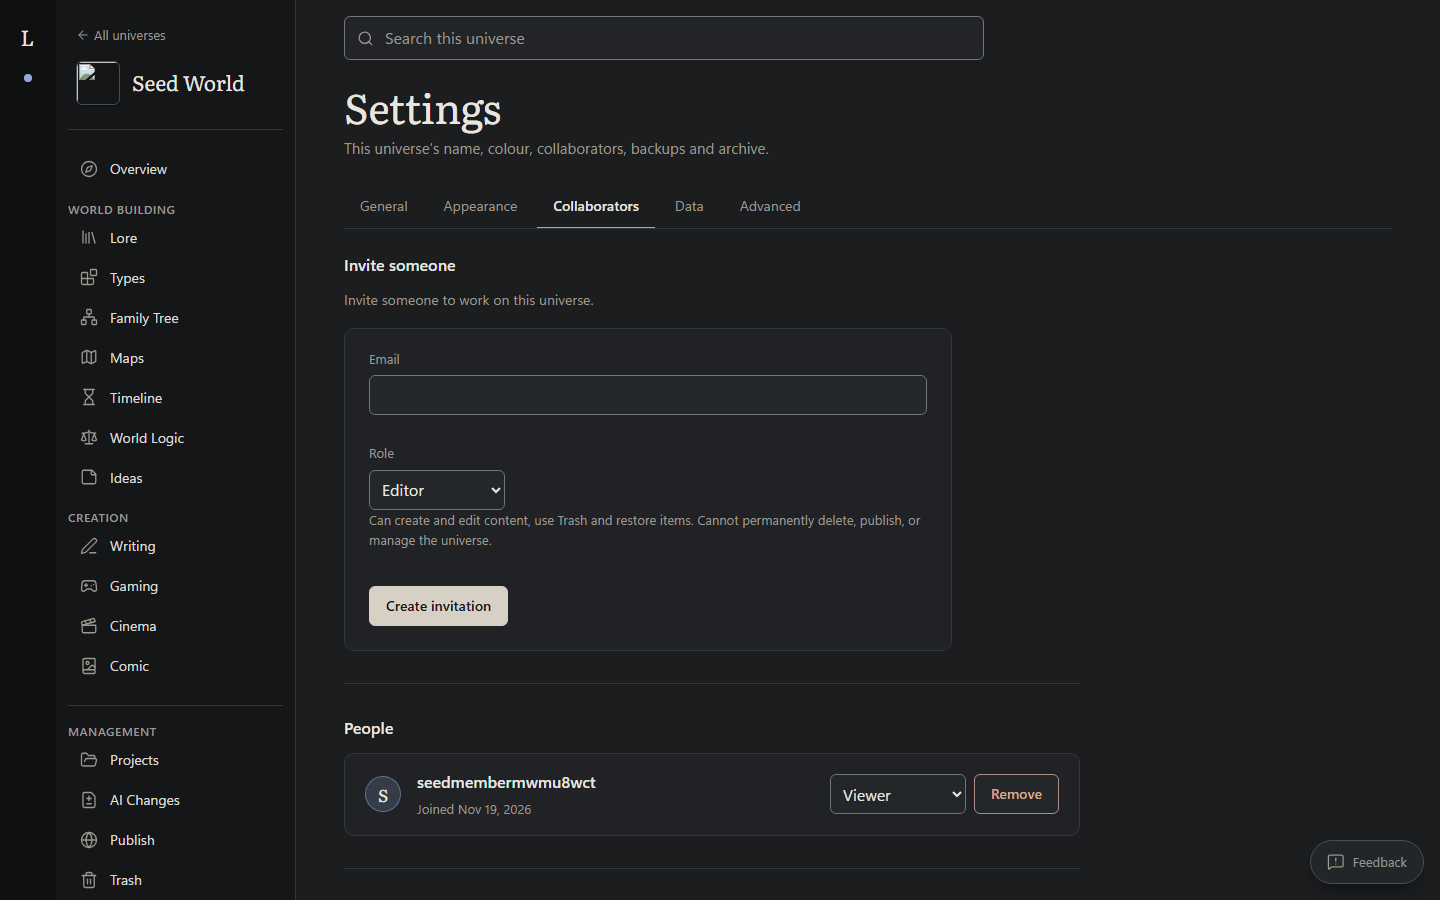 L
All universes
Seed World
Overview
WORLD BUILDING
Lore
Types
Family Tree
Maps
Timeline
World Logic
Ideas
CREATION
Writing
Gaming
Cinema
Comic
MANAGEMENT
Projects
AI Changes
Publish
Trash
Search this universe
Settings
This universe's name, colour, collaborators, backups and archive.
General Appearance Collaborators Data Advanced
Invite someone
Invite someone to work on this universe.
Email
Role
Editor
Can create and edit content, use Trash and restore items. Cannot permanently delete, publish, or
manage the universe.
Create invitation
People
S
seedmembermwmu8wct
Joined Nov 19, 2026
Viewer
Remove
Feedback